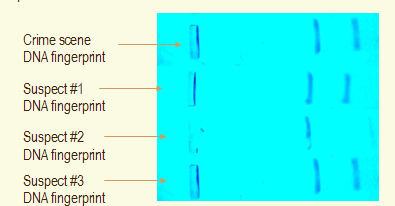 Crime scene
DNA fingerprint
Suspect #1
DNA fingerprint
Suspect #2
DNA fingerprint
Suspect #3
DNA fingerprint